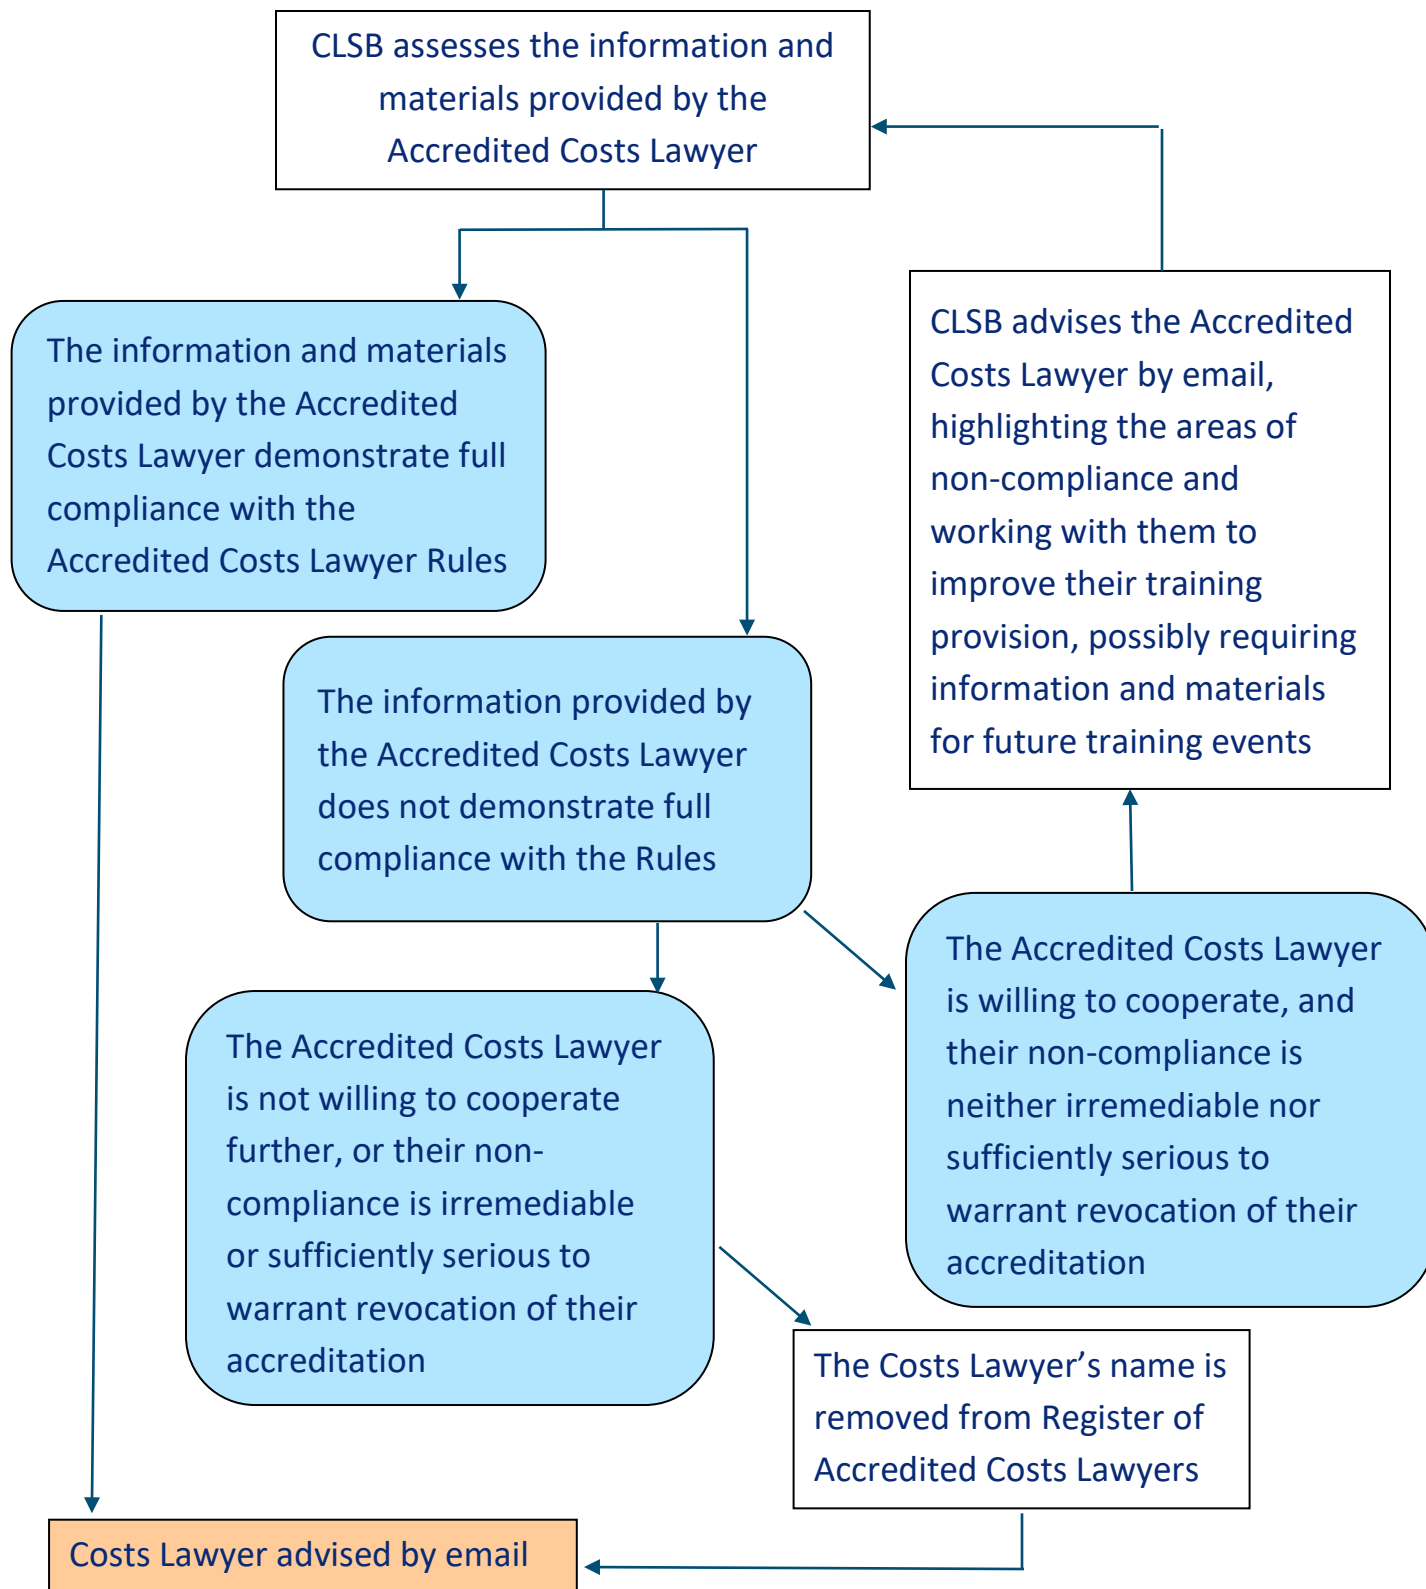 CLSB assesses the information and
materials provided by the
Accredited Costs Lawyer
The information and materials
provided by the Accredited
Costs Lawyer demonstrate full
compliance with the
Accredited Costs Lawyer Rules
CLSB advises the Accredited
Costs Lawyer by email,
highlighting the areas of
non-compliance and
working with them to
improve their training
provision, possibly requiring
information and materials
for future training events
The information provided by
the Accredited Costs Lawyer
does not demonstrate full
compliance with the Rules
The Accredited Costs Lawyer
is willing to cooperate, and
their non-compliance is
neither irremediable nor
sufficiently serious to
warrant revocation of their
accreditation
The Accredited Costs Lawyer
is not willing to cooperate
further, or their non-
compliance is irremediable
or sufficiently serious to
warrant revocation of their
accreditation
The Costs Lawyer’s name is
removed from Register of
Accredited Costs Lawyers
Costs Lawyer advised by email